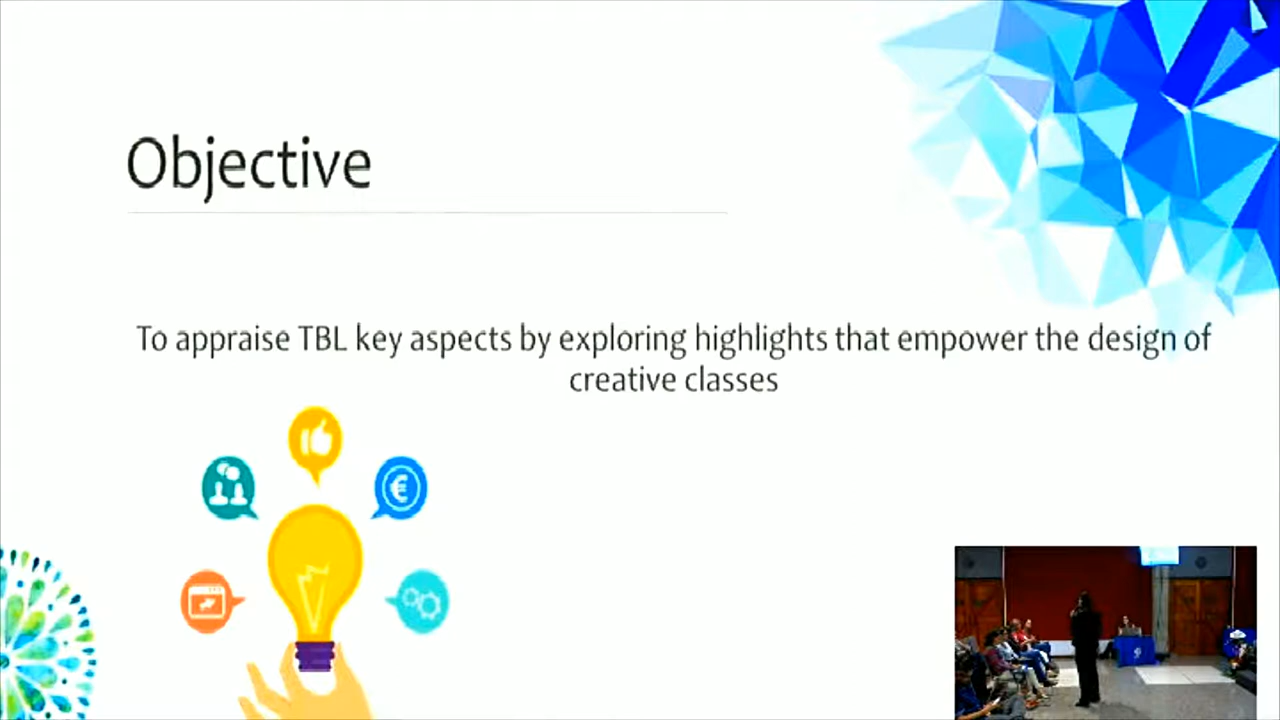 Objective
To appraise TBL key aspects by exploring highlights that empower the design of
creative classes